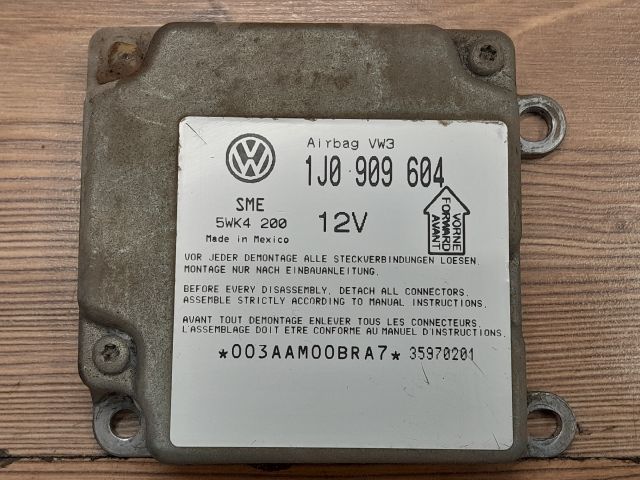 Airbag VW3
1J0 909 604
SME
5WK4 200
12V
Made in Mexico
VORNE
FORWARD
AVANT
VOR JEDER DEMONTAGE ALLE STECKVERBINDUNGEN LOESEN.
MONTAGE NUR NACH EINBAUANLEITUNG.
BEFORE EVERY DISASSEMBLY, DETACH ALL CONNECTORS.
ASSEMBLE STRICTLY ACCORDING TO MANUAL INSTRUCTIONS.
AVANT TOUT DEMONTAGE ENLEVER TOUS LES CONNECTEURS.
L'ASSEMBLAGE DOIT ETRE CONFORME AU MANUEL D'INSTRUCTIONS
*003AAM00BRA7* 35970201